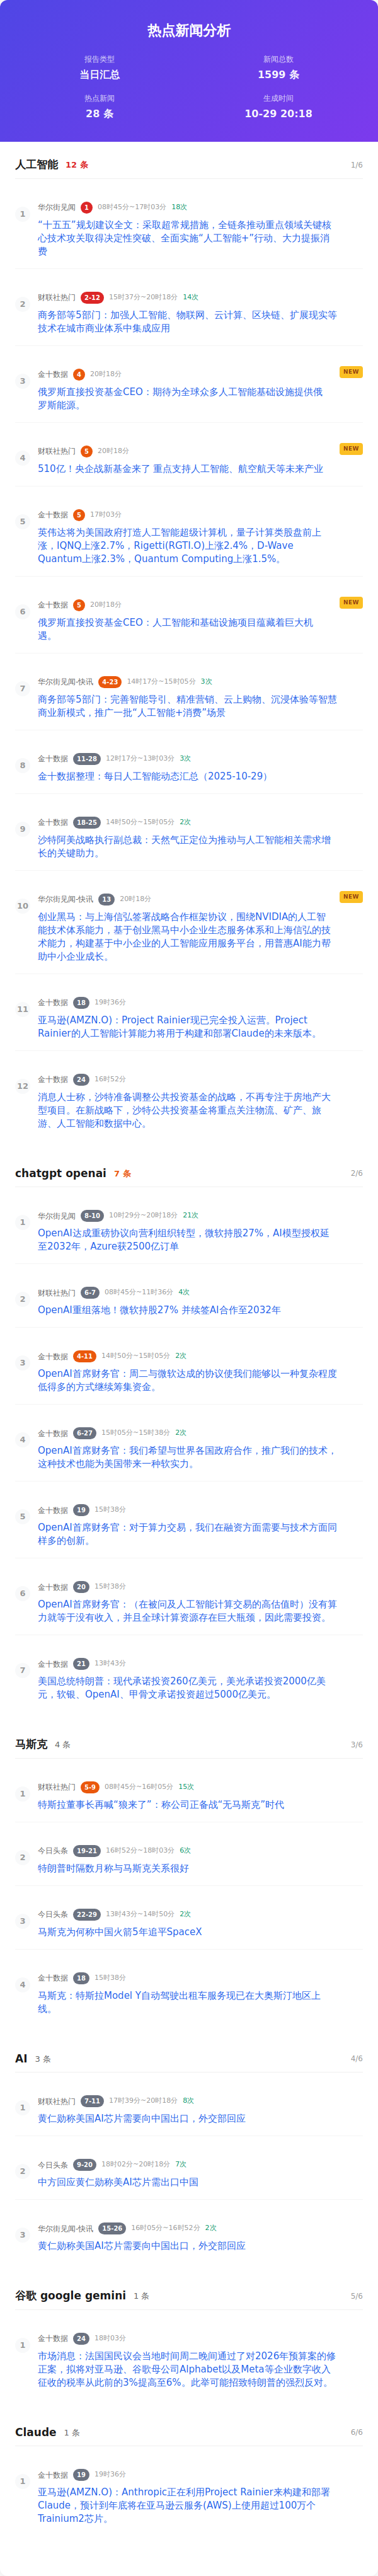 热点新闻分析
报告类型
当日汇总
新闻总数
1599 条
热点新闻
28 条
生成时间
10-29 20:18
人工智能 12 条 1/6
1
华尔街见闻 1 08时45分~17时03分 18次
“十五五”规划建议全文：采取超常规措施，全链条推动重点领域关键核
心技术攻关取得决定性突破、全面实施“人工智能+”行动、大力提振消
费
2
财联社热门 2-12 15时37分~20时18分 14次
商务部等5部门：加强人工智能、物联网、云计算、区块链、扩展现实等
技术在城市商业体系中集成应用
3
金十数据 4 20时18分 NEW
俄罗斯直接投资基金CEO：期待为全球众多人工智能基础设施提供俄
罗斯能源。
4
财联社热门 5 20时18分 NEW
510亿！央企战新基金来了 重点支持人工智能、航空航天等未来产业
5
金十数据 5 17时03分
英伟达将为美国政府打造人工智能超级计算机，量子计算类股盘前上
涨，IQNQ上涨2.7%，Rigetti(RGTI.O)上涨2.4%，D-Wave
Quantum上涨2.3%，Quantum Computing上涨1.5%。
6
金十数据 5 20时18分 NEW
俄罗斯直接投资基金CEO：人工智能和基础设施项目蕴藏着巨大机
遇。
7
华尔街见闻-快讯 4-23 14时17分~15时05分 3次
商务部等5部门：完善智能导引、精准营销、云上购物、沉浸体验等智慧
商业新模式，推广一批“人工智能+消费”场景
8
金十数据 11-28 12时17分~13时03分 3次
金十数据整理：每日人工智能动态汇总（2025-10-29）
9
金十数据 18-25 14时50分~15时05分 2次
沙特阿美战略执行副总裁：天然气正定位为推动与人工智能相关需求增
长的关键助力。
10
华尔街见闻-快讯 13 20时18分 NEW
创业黑马：与上海信弘签署战略合作框架协议，围绕NVIDIA的人工智
能技术体系能力，基于创业黑马中小企业生态服务体系和上海信弘的技
术能力，构建基于中小企业的人工智能应用服务平台，用普惠AI能力帮
助中小企业成长。
11
金十数据 18 19时36分
亚马逊(AMZN.O)：Project Rainier现已完全投入运营。Project
Rainier的人工智能计算能力将用于构建和部署Claude的未来版本。
12
金十数据 24 16时52分
消息人士称，沙特准备调整公共投资基金的战略，不再专注于房地产大
型项目。在新战略下，沙特公共投资基金将重点关注物流、矿产、旅
游、人工智能和数据中心。
chatgpt openai 7 条 2/6
1
华尔街见闻 8-10 10时29分~20时18分 21次
OpenAI达成重磅协议向营利组织转型，微软持股27%，AI模型授权延
至2032年，Azure获2500亿订单
2
财联社热门 6-7 08时45分~11时36分 4次
OpenAI重组落地！微软持股27% 并续签AI合作至2032年
3
金十数据 4-11 14时50分~15时05分 2次
OpenAI首席财务官：周二与微软达成的协议使我们能够以一种复杂程度
低得多的方式继续筹集资金。
4
金十数据 6-27 15时05分~15时38分 2次
OpenAI首席财务官：我们希望与世界各国政府合作，推广我们的技术，
这种技术也能为美国带来一种软实力。
5
金十数据 19 15时38分
OpenAI首席财务官：对于算力交易，我们在融资方面需要与技术方面同
样多的创新。
6
金十数据 20 15时38分
OpenAI首席财务官：（在被问及人工智能计算交易的高估值时）没有算
力就等于没有收入，并且全球计算资源存在巨大瓶颈，因此需要投资。
7
金十数据 21 13时43分
美国总统特朗普：现代承诺投资260亿美元，美光承诺投资2000亿美
元，软银、OpenAI、甲骨文承诺投资超过5000亿美元。
马斯克 4 条 3/6
1
财联社热门 5-9 08时45分~16时05分 15次
特斯拉董事长再喊“狼来了”：称公司正备战“无马斯克”时代
2
今日头条 19-21 16时52分~18时03分 6次
特朗普时隔数月称与马斯克关系很好
3
今日头条 22-29 13时43分~14时50分 2次
马斯克为何称中国火箭5年追平SpaceX
4
金十数据 18 15时38分
马斯克：特斯拉Model Y自动驾驶出租车服务现已在大奥斯汀地区上
线。
AI 3 条 4/6
1
财联社热门 7-11 17时39分~20时18分 8次
黄仁勋称美国AI芯片需要向中国出口，外交部回应
2
今日头条 9-20 18时02分~20时18分 7次
中方回应黄仁勋称美AI芯片需出口中国
3
华尔街见闻-快讯 15-26 16时05分~16时52分 2次
黄仁勋称美国AI芯片需要向中国出口，外交部回应
谷歌 google gemini 1 条 5/6
1
金十数据 24 18时03分
市场消息：法国国民议会当地时间周二晚间通过了对2026年预算案的修
正案，拟将对亚马逊、谷歌母公司Alphabet以及Meta等企业数字收入
征收的税率从此前的3%提高至6%。此举可能招致特朗普的强烈反对。
Claude 1 条 6/6
1
金十数据 19 19时36分
亚马逊(AMZN.O)：Anthropic正在利用Project Rainier来构建和部署
Claude，预计到年底将在亚马逊云服务(AWS)上使用超过100万个
Trainium2芯片。